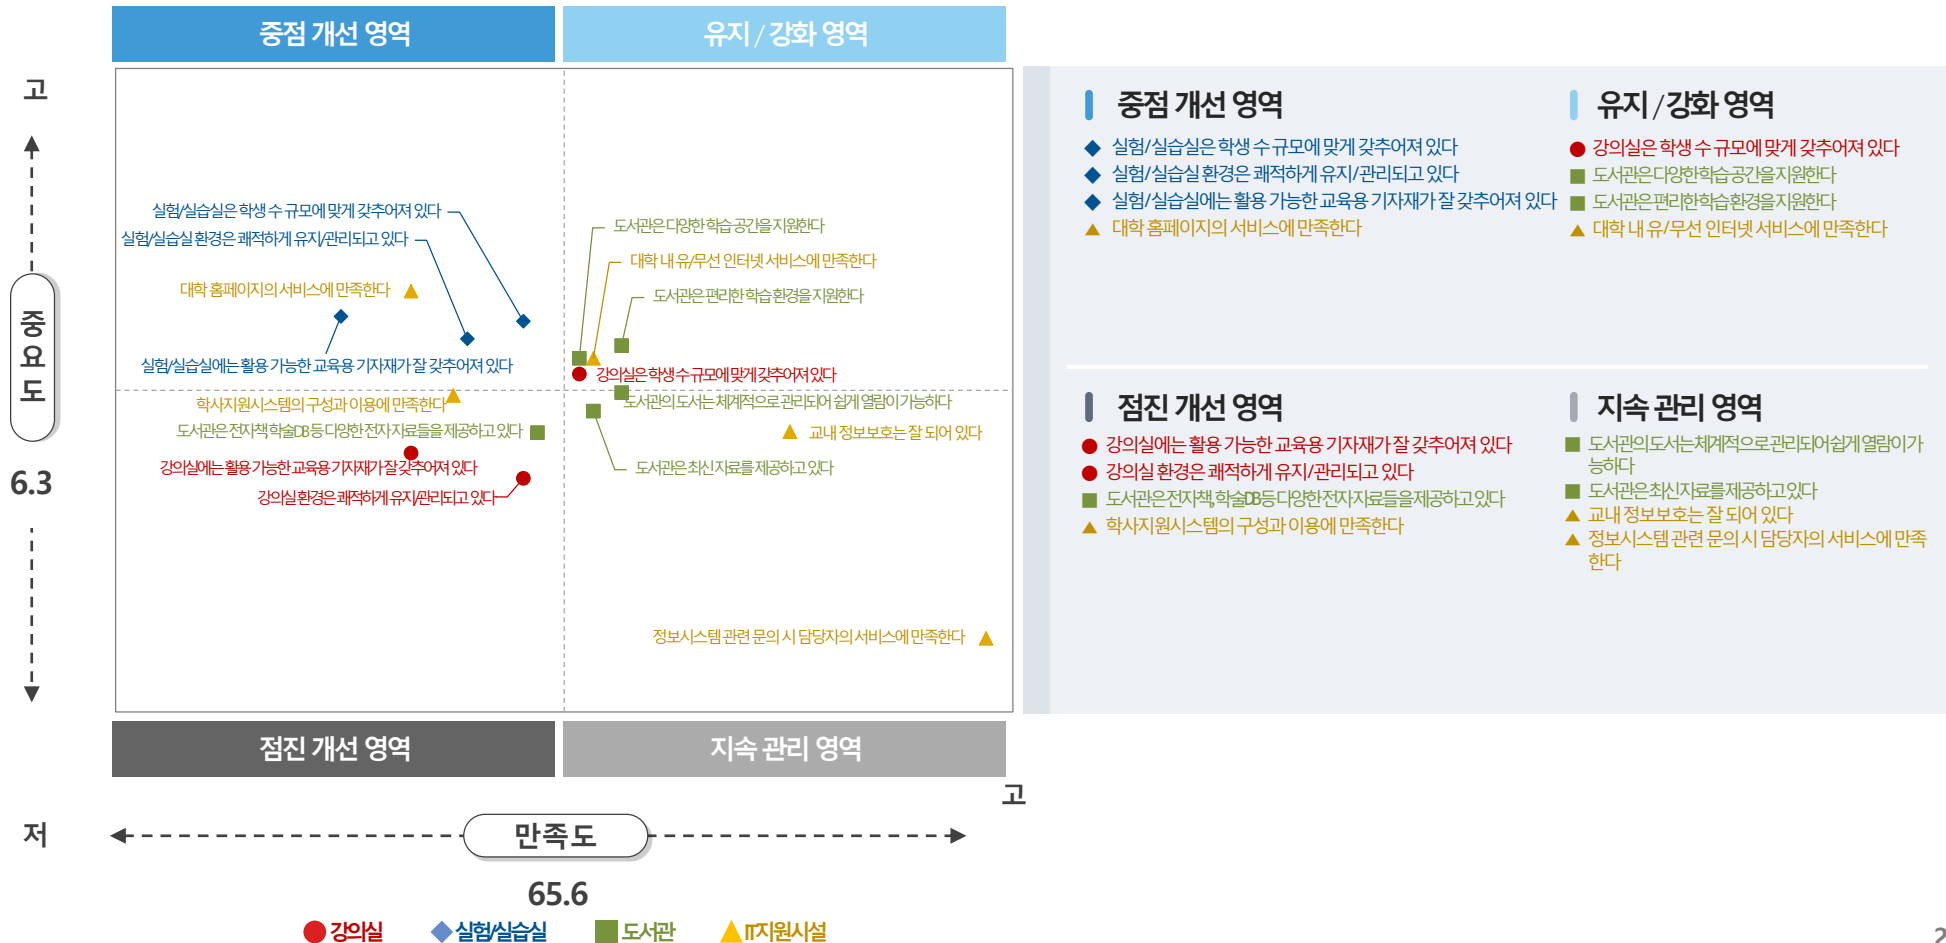 중점 개선 영역
유지 / 강화 영역
고
중요도
6.3
실험/실습실은 학생 수 규모에 맞게 갖추어져 있다
실험/실습실 환경은 쾌적하게 유지/관리되고 있다
대학 홈페이지의 서비스에 만족한다
실험/실습실에는 활용 가능한 교육용 기자재가 잘 갖추어져 있다
도서관은 다양한 학습 공간을 지원한다
대학 내 유/무선 인터넷 서비스에 만족한다
도서관은 편리한 학습 환경을 지원한다
강의실은 학생 수 규모에 맞게 갖추어져 있다
학사지원시스템의 구성과 이용에 만족한다
도서관은 전자책, 학술DB 등 다양한 전자 자료들을 제공하고 있다
강의실에는 활용 가능한 교육용 기자재가 잘 갖추어져 있다
강의실 환경은 쾌적하게 유지/관리되고 있다
도서관의 도서는 체계적으로 관리되어 쉽게 열람이 가능하다
교내 정보보호는 잘 되어 있다
도서관은 최신 자료를 제공하고 있다
정보시스템 관련 문의 시 담당자의 서비스에 만족한다
점진 개선 영역
지속 관리 영역
고
저
만족도
65.6
강의실
실험/실습실
도서관
IT지원시설
중점 개선 영역
실험/실습실은 학생 수 규모에 맞게 갖추어져 있다
실험/실습실 환경은 쾌적하게 유지/관리되고 있다
실험/실습실에는 활용 가능한 교육용 기자재가 잘 갖추어져 있다
대학 홈페이지의 서비스에 만족한다
유지 / 강화 영역
강의실은 학생 수 규모에 맞게 갖추어져 있다
도서관은 다양한 학습 공간을 지원한다
도서관은 편리한 학습 환경을 지원한다
대학 내 유/무선 인터넷 서비스에 만족한다
점진 개선 영역
강의실에는 활용 가능한 교육용 기자재가 잘 갖추어져 있다
강의실 환경은 쾌적하게 유지/관리되고 있다
도서관은 전자책, 학술DB 등 다양한 전자 자료들을 제공하고 있다
학사지원시스템의 구성과 이용에 만족한다
지속 관리 영역
도서관의 도서는 체계적으로 관리되어 쉽게 열람이 가
능하다
도서관은 최신 자료를 제공하고 있다
교내 정보보호는 잘 되어 있다
정보시스템 관련 문의 시 담당자의 서비스에 만족
한다